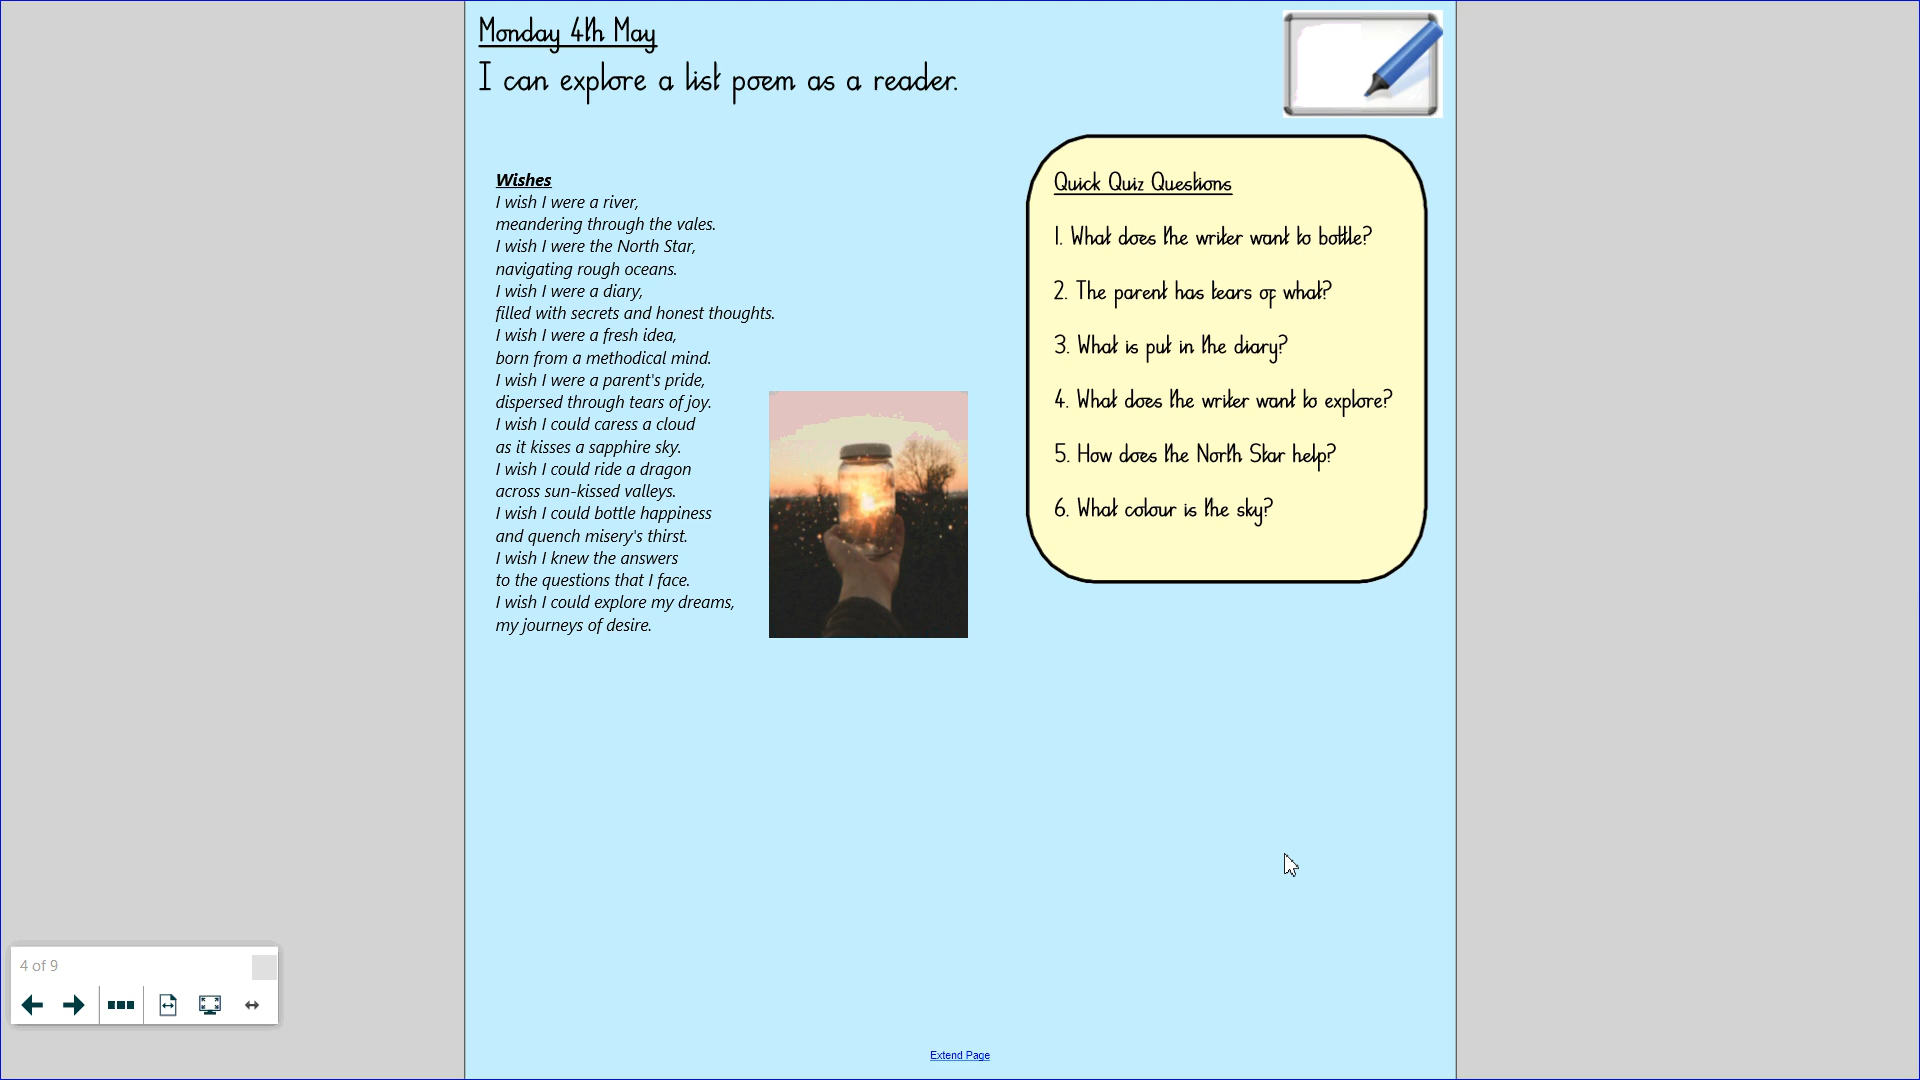 Monday 4th May
I can explore a list poem as a reader.
Wishes
I wish I were a river,
meandering through the vales.
I wish I were the North Star,
navigating rough oceans.
I wish I were a diary,
filled with secrets and honest thoughts.
I wish I were a fresh idea,
born from a methodical mind.
I wish I were a parent's pride,
dispersed through tears of joy.
I wish I could caress a cloud
as it kisses a sapphire sky.
I wish I could ride a dragon
across sun-kissed valleys.
I wish I could bottle happiness
and quench misery's thirst.
I wish I knew the answers
to the questions that I face.
I wish I could explore my dreams,
my journeys of desire.
Quick Quiz Questions
1. What does the writer want to bottle?
2. The parent has tears of what?
3. What is put in the diary?
4. What does the writer want to explore?
5. How does the North Star help?
6. What colour is the sky?
4 of 9
Extend Page